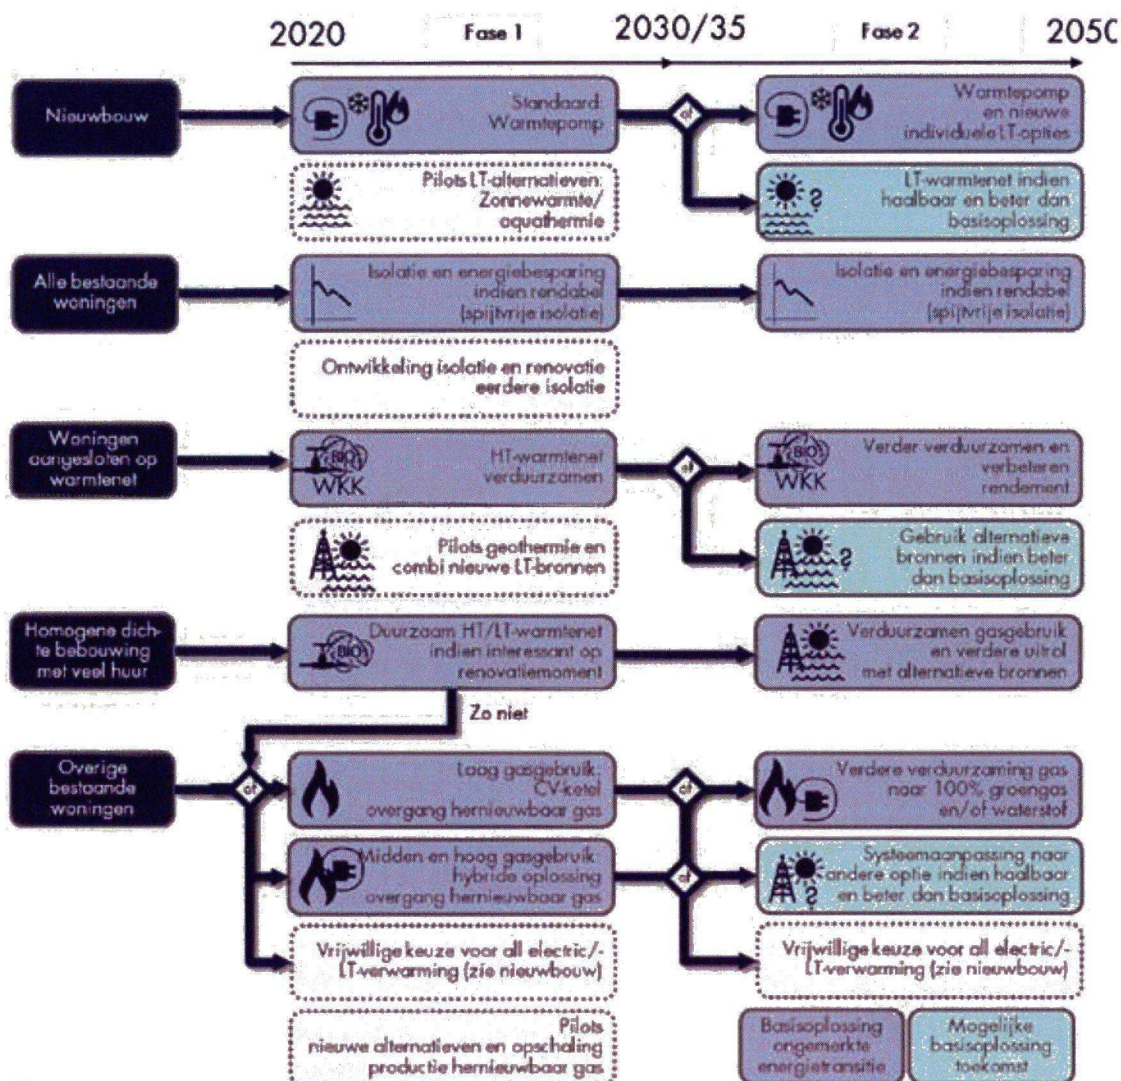 2020
Fase 1
2030/35
Fase 2
2050
Nieuwbouw
Standaard:
Warmtepomp
of
Warmtepomp
en nieuwe
individuele LT-opties
Pilots LT-alternatieven:
Zonnewarmte/
aquathermie
?
LT-warmtenet indien
haalbaar en beter dan
basisoplossing
Alle bestaande
woningen
Isolatie en energiebesparing
indien rendabel
(spijtvrije isolatie)
Isolatie en energiebesparing
indien rendabel
(spijtvrije isolatie)
Ontwikkeling isolatie en renovatie
eerdere isolatie
Woningen
aangesloten op
warmtenet
BIO
WKK
HT-warmtenet
verduurzamen
of
BIO
WKK
Verder verduurzamen en
verbeteren
rendement
Pilots geothermie en
combi nieuwe LT-bronnen
?
Gebruik alternatieve
bronnen indien beter
dan basisoplossing
Homogene dich-
te bebouwing
met veel huur
BIO
Duurzaam HT/LT-warmtenet
indien interessant op
renovatiemoment
Verduurzamen gasgebruik
en verdere uitrol
met alternatieve bronnen
Zo niet
Overige
bestaande
woningen
of
Laag gasgebruik:
CV-ketel
overgang hernieuwbaar gas
of
Verdere verduurzaming gas
naar 100% groengas
en/of waterstof
Midden en hoog gasgebruik:
hybride oplossing
overgang hernieuwbaar gas
of
?
Systeemaanpassing naar
andere optie indien haalbaar
en beter dan basisoplossing
Vrijwillige keuze voor all electric/-
LT-verwarming (zie nieuwbouw)
Vrijwillige keuze voor all electric/-
LT-verwarming (zie nieuwbouw)
Pilots
nieuwe alternatieven en opschaling
productie hernieuwbaar gas
Basisoplossing
ongemerkte
energietransitie
Mogelijke
basisoplossing
toekomst